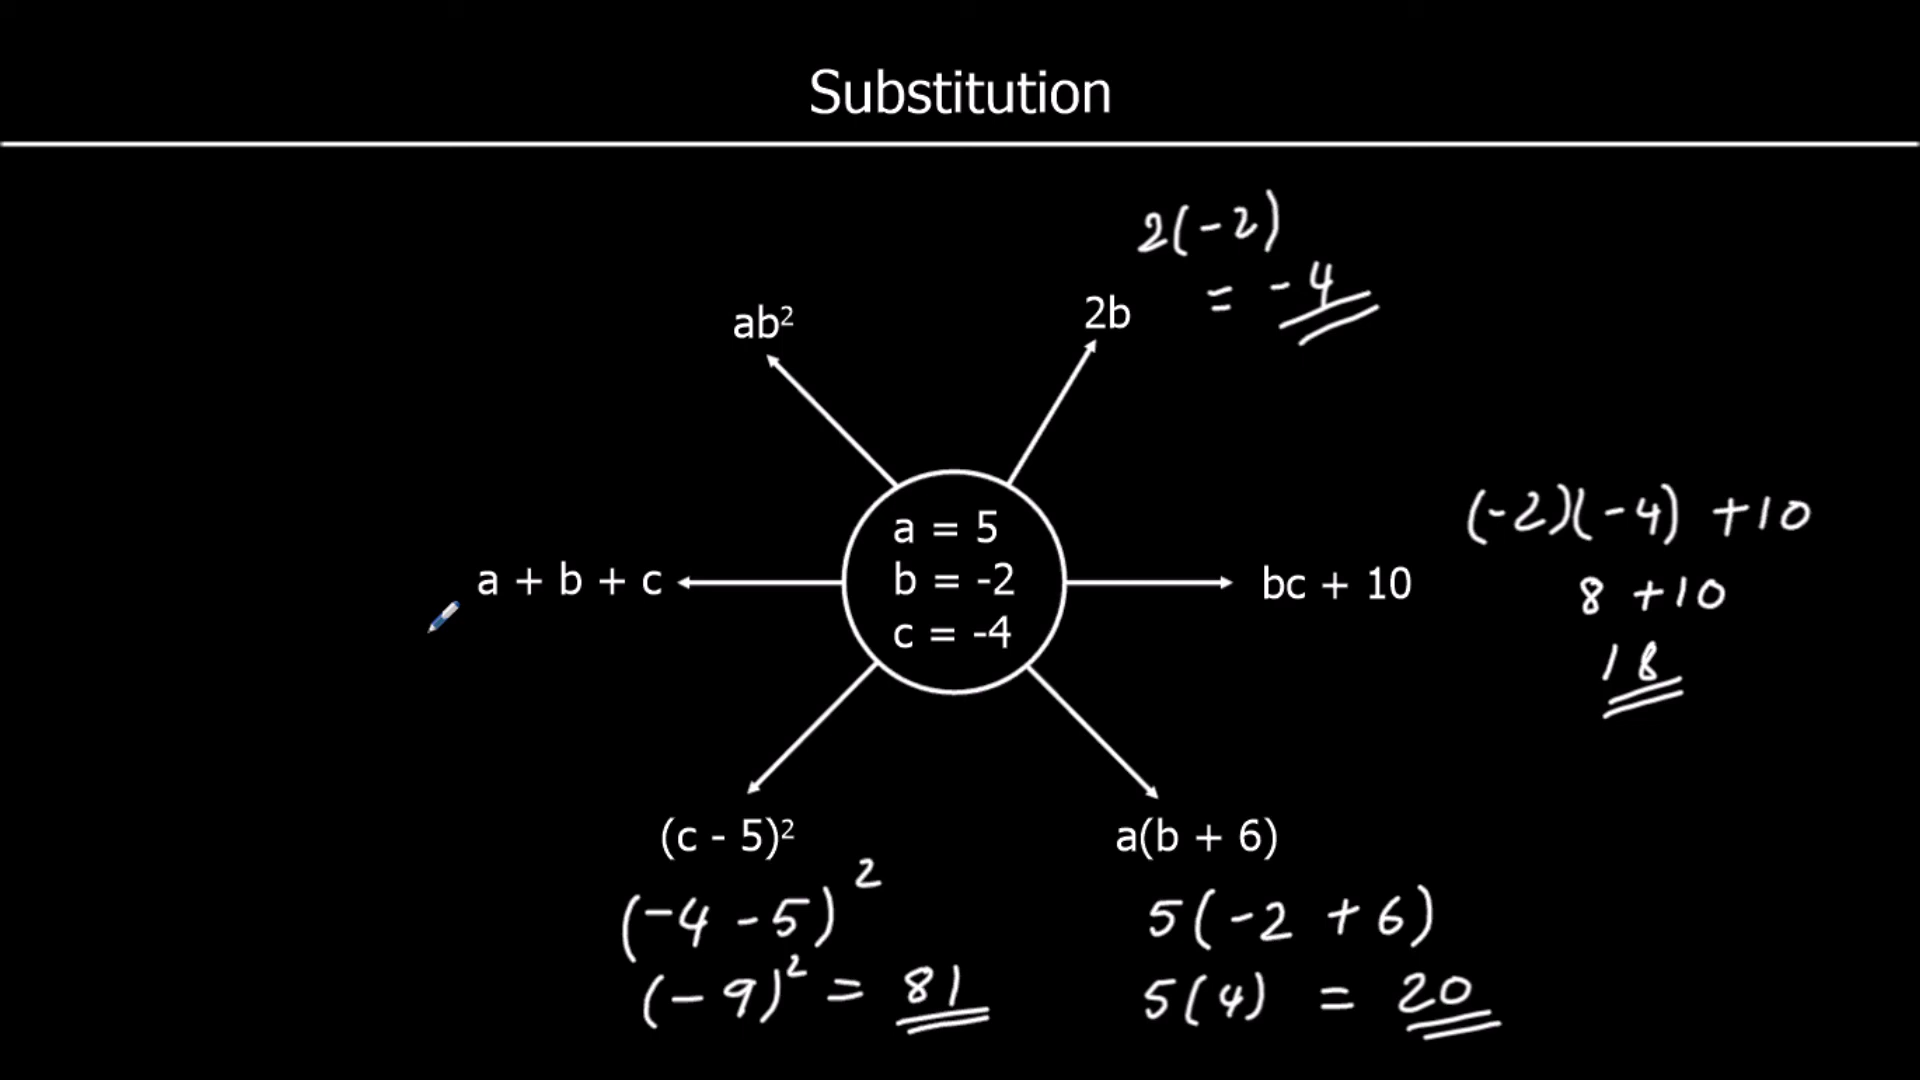 Substitution
2(-2)
= -4
ab²
2b
a = 5
b = -2
c = -4
a + b + c
bc + 10
(-2)(-4) +10
8 +10
18
(c - 5)²
(-4 -5)²
(-9)² = 81
a(b + 6)
5(-2 +6)
5(4) = 20